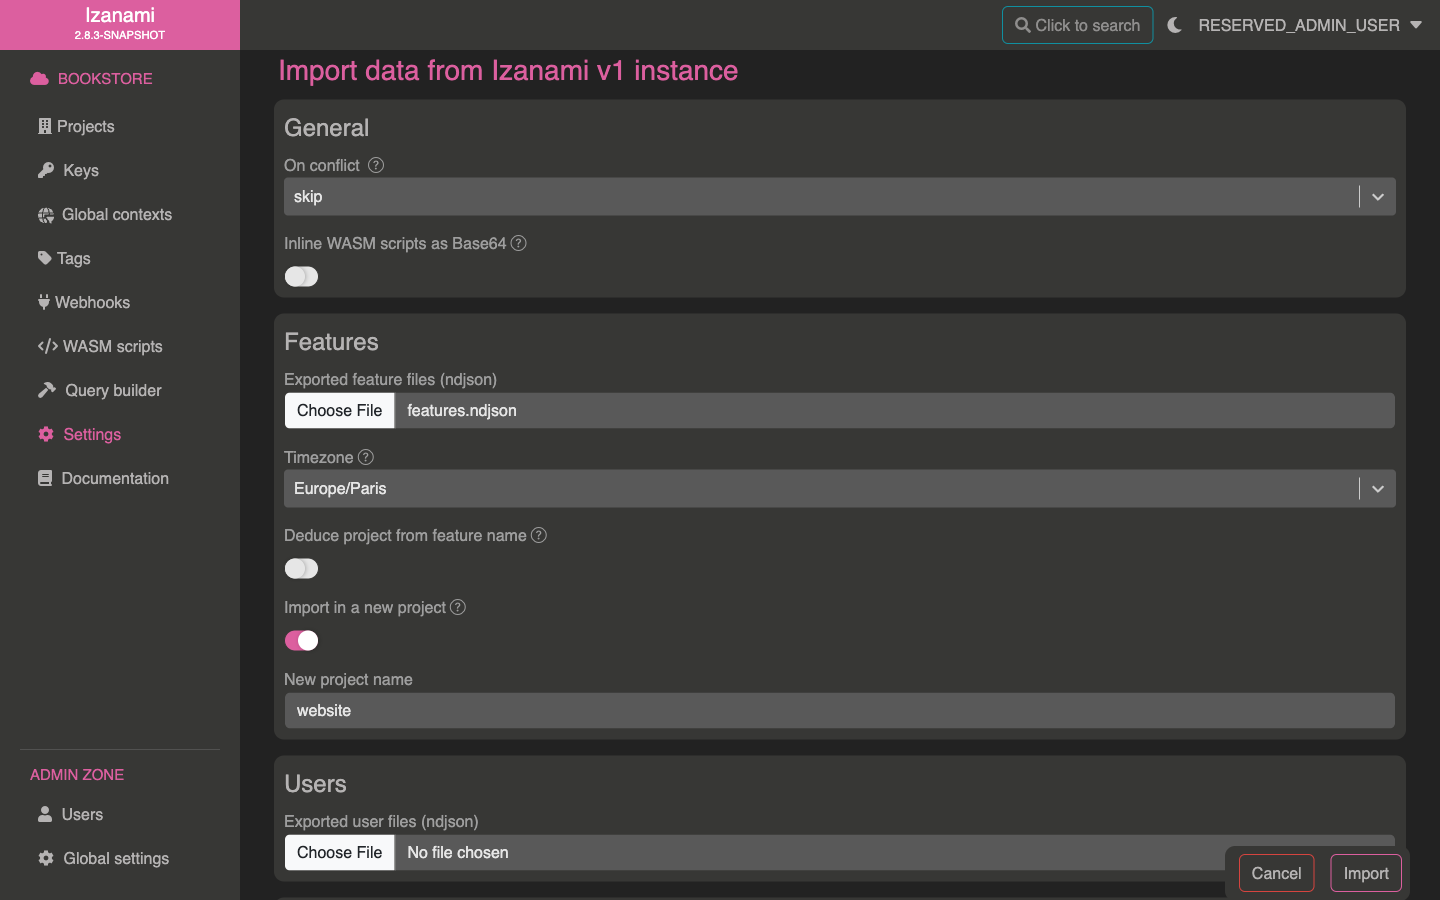 Izanami
2.8.3-SNAPSHOT
Click to search
RESERVED_ADMIN_USER
BOOKSTORE
Projects
Keys
Global contexts
Tags
Webhooks
WASM scripts
Query builder
Settings
Documentation
ADMIN ZONE
Users
Global settings
Import data from Izanami v1 instance
General
On conflict ?
skip
Inline WASM scripts as Base64 ?
Features
Exported feature files (ndjson)
Choose File features.ndjson
Timezone ?
Europe/Paris
Deduce project from feature name ?
Import in a new project ?
New project name
website
Users
Exported user files (ndjson)
Choose File No file chosen
Cancel Import